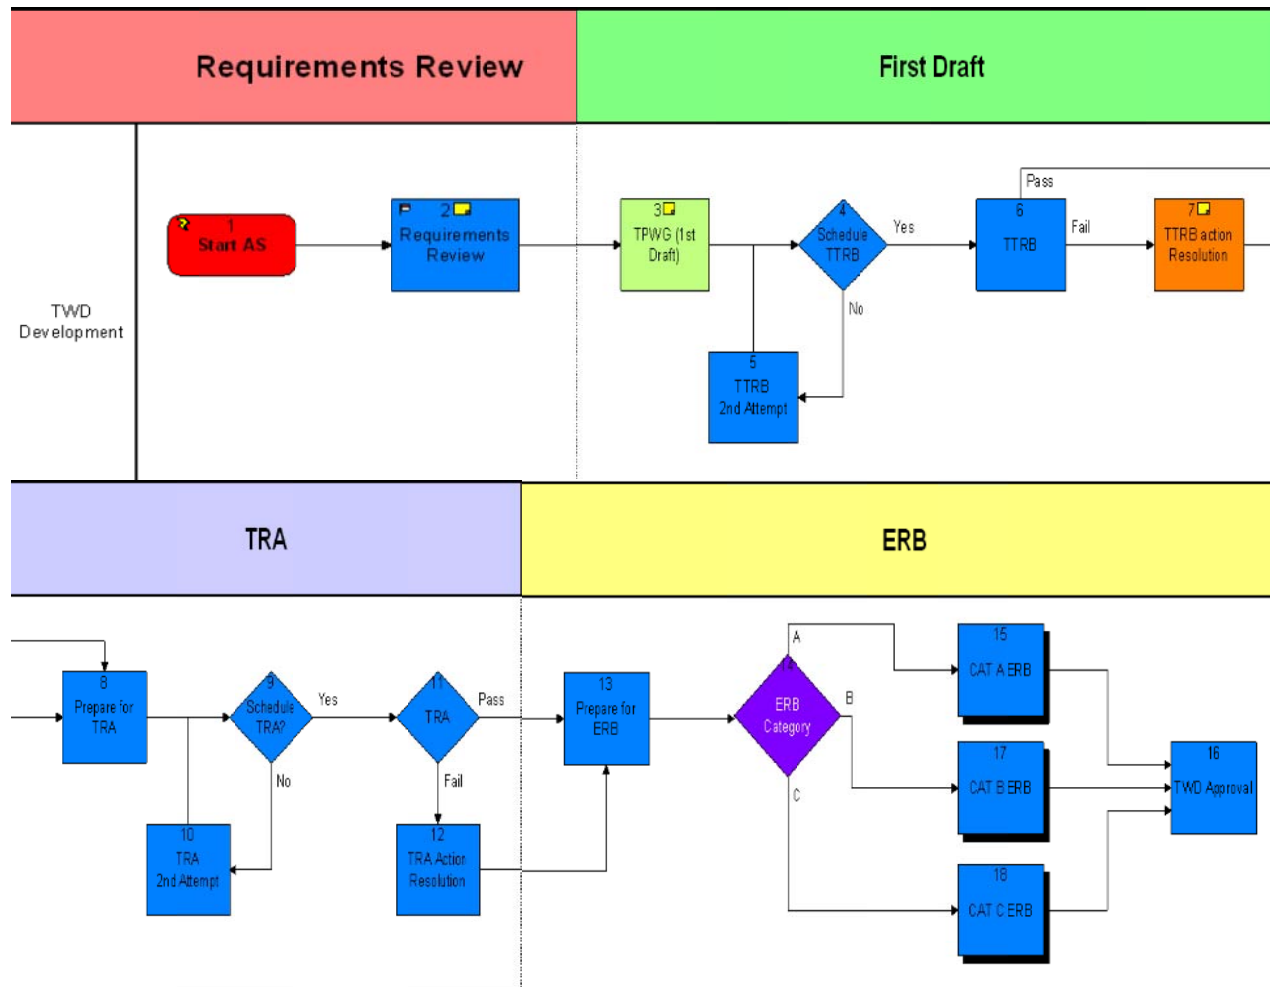 Requirements Review
First Draft
TWD
Development
1
Start AS
2
Requirements
Review
3
TPWG (1st
Draft)
4
Schedule
TTRB
Yes
No
5
TTRB
2nd Attempt
6
TTRB
Pass
Fail
7
TTRB action
Resolution
TRA
ERB
8
Prepare for
TRA
9
Schedule
TRA?
Yes
No
10
TRA
2nd Attempt
11
TRA
Pass
Fail
12
TRA Action
Resolution
13
Prepare for
ERB
14
ERB
Category
A
B
C
15
CAT A ERB
17
CAT B ERB
18
CAT C ERB
16
TWD Approval